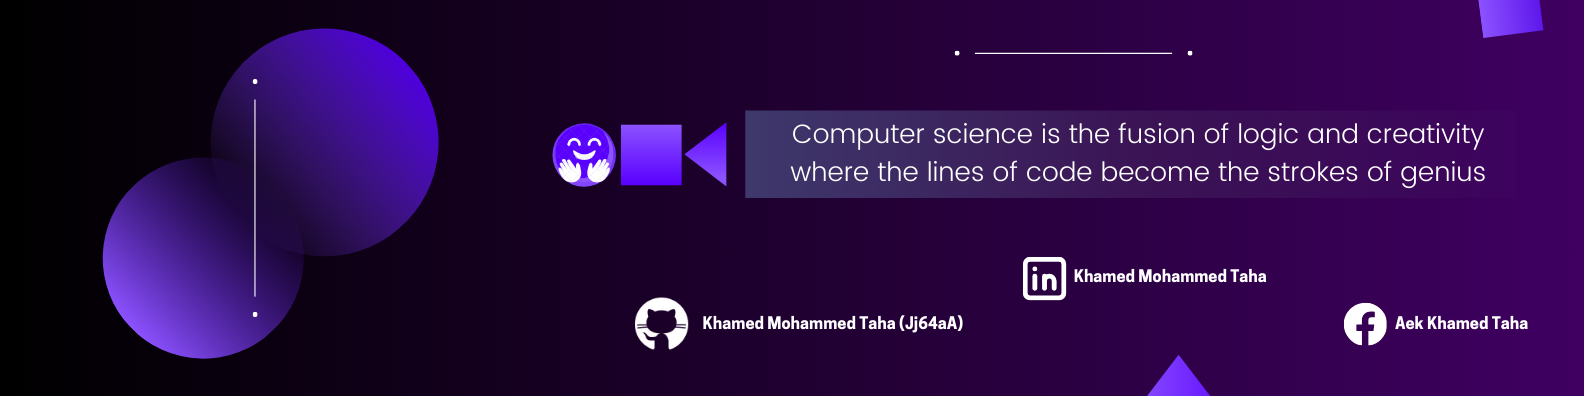 Computer science is the fusion of logic and creativity
where the lines of code become the strokes of genius
Khamed Mohammed Taha
Khamed Mohammed Taha (Jj64aA)
Aek Khamed Taha